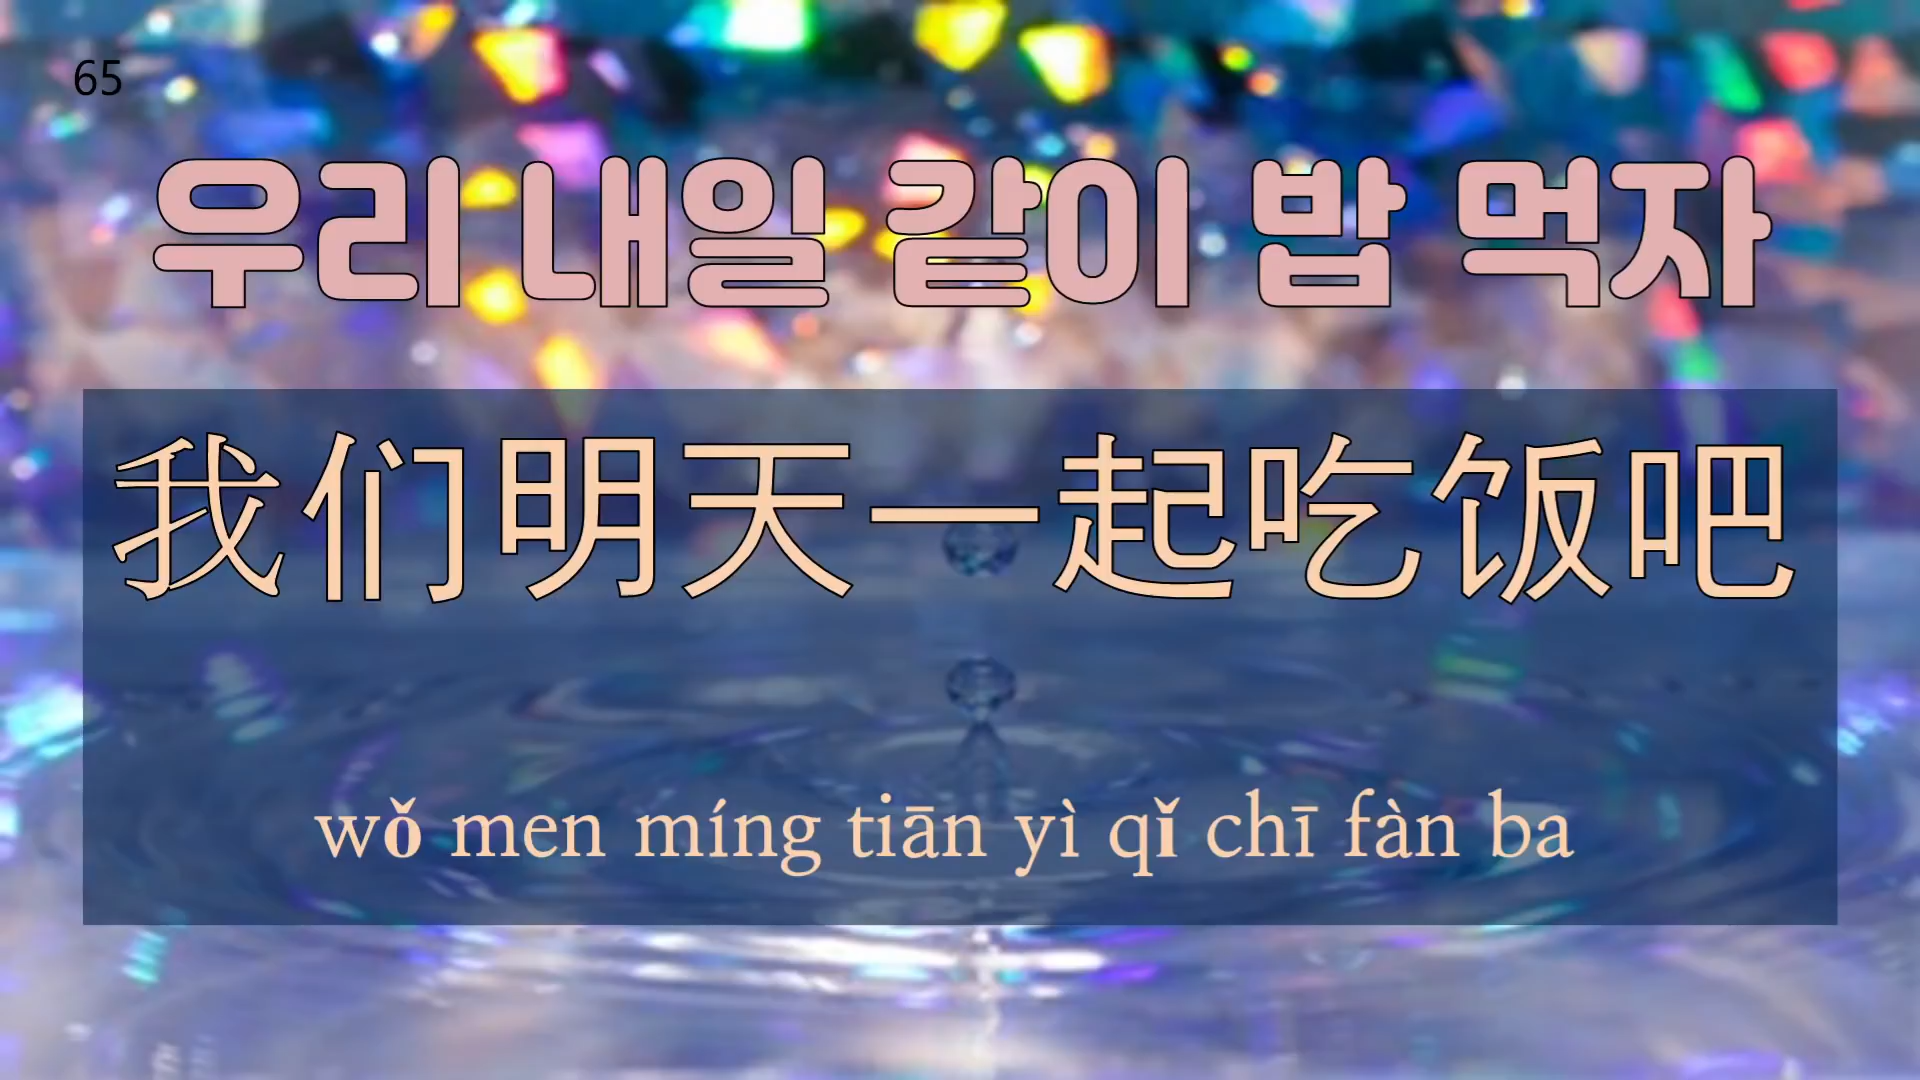 65
우리 내일 같이 밥 먹자
我们明天一起吃饭吧
wǒ men míng tiān yì qǐ chī fàn ba